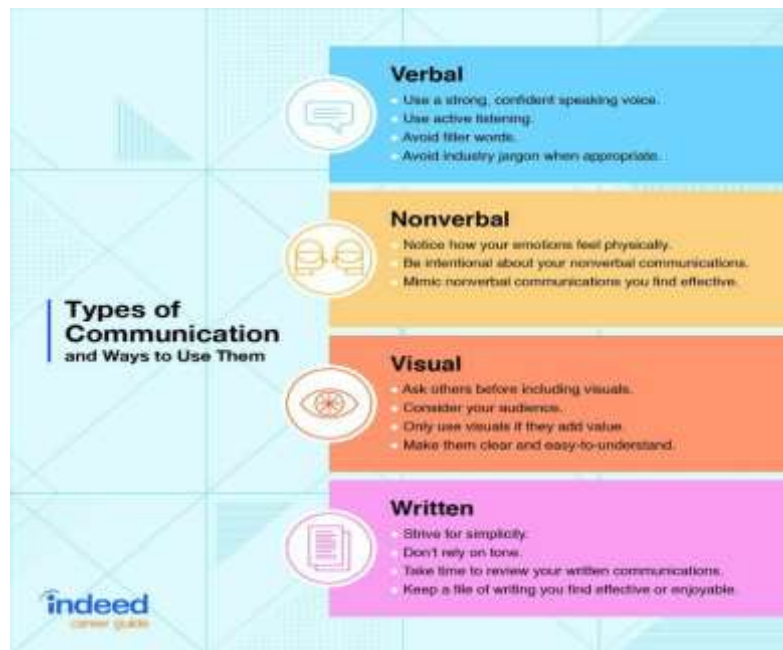 Types of
Communication
and Ways to Use Them
Verbal
Use a strong, confident speaking voice.
Use active listening.
Avoid filler words.
Avoid industry jargon when appropriate.
Nonverbal
Notice how your emotions feel physically.
Be intentional about your nonverbal communications.
Mimic nonverbal communications you find effective.
Visual
Ask others before including visuals.
Consider your audience.
Only use visuals if they add value.
Make them clear and easy-to-understand.
Written
Strive for simplicity.
Don't rely on tone.
Take time to review your written communications.
Keep a file of writing you find effective or enjoyable.
indeed
career guide